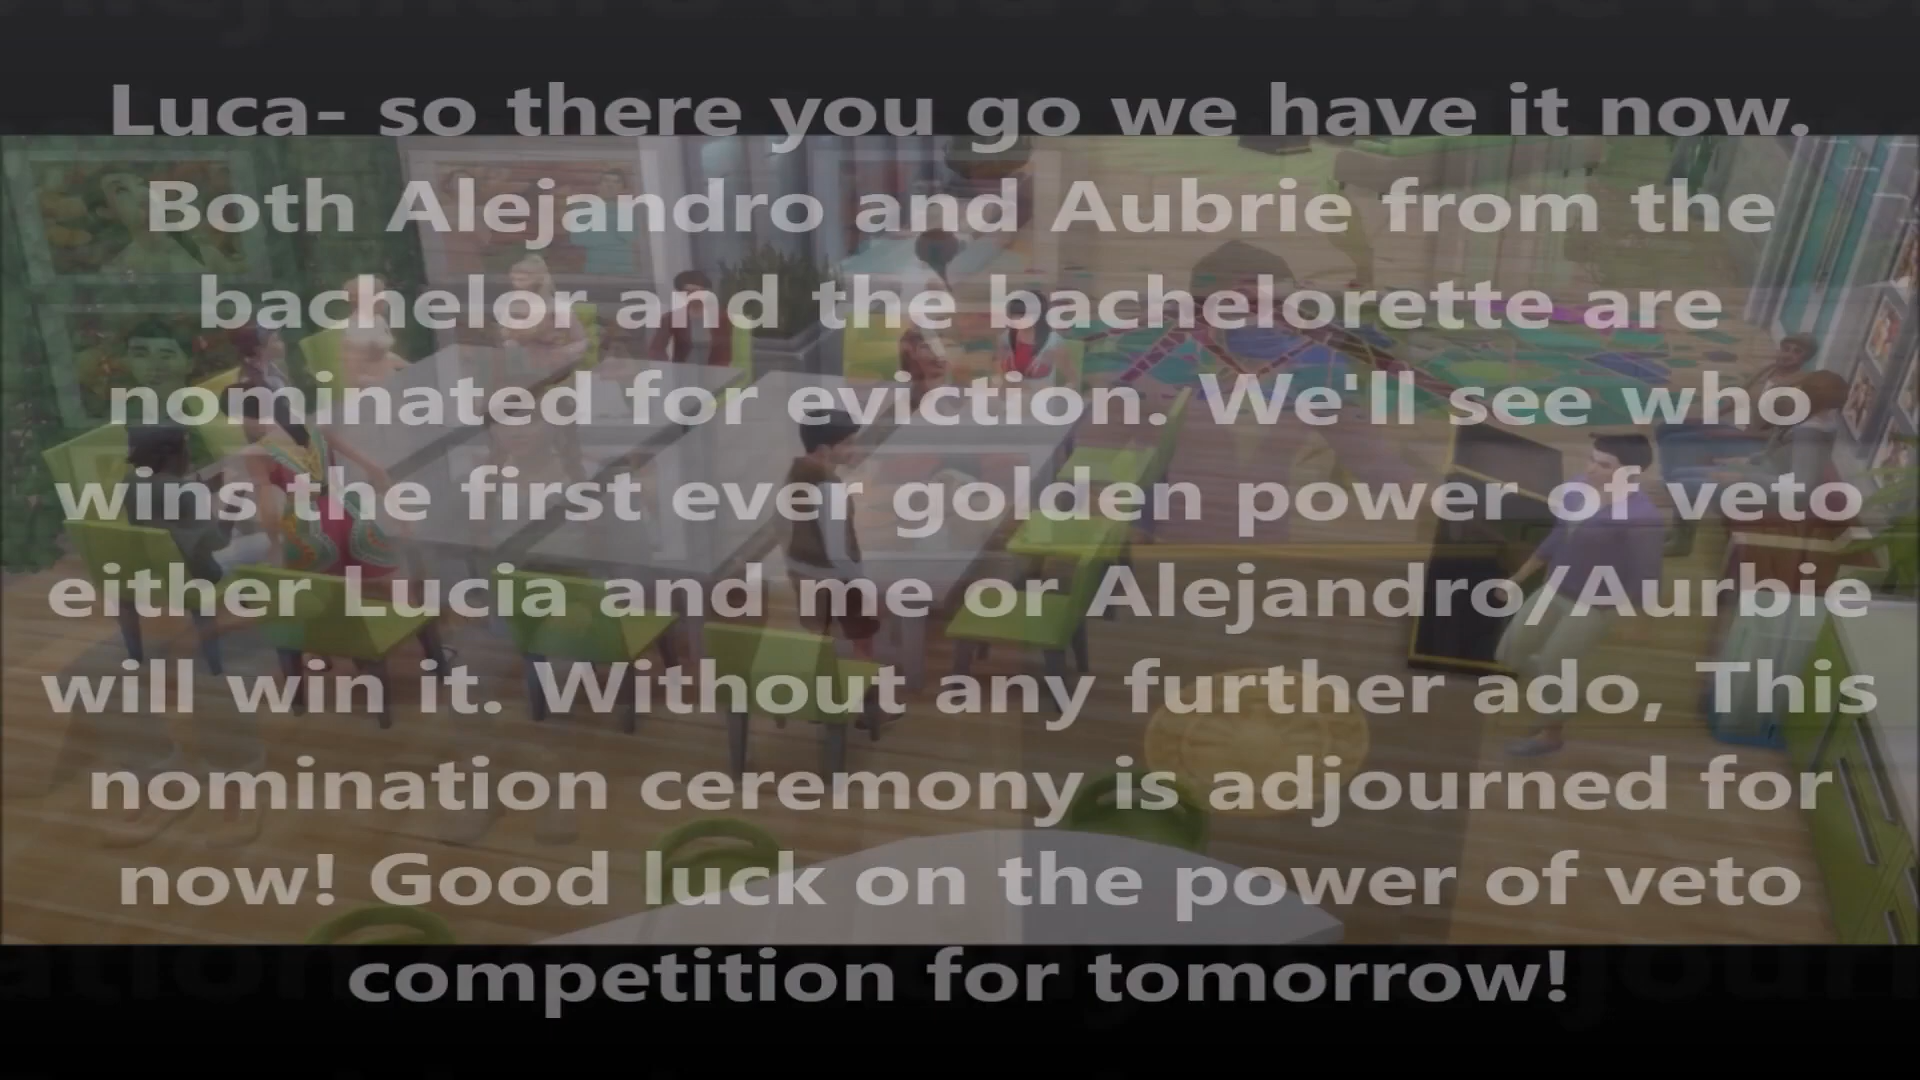 Luca- so there you go we have it now.
Both Alejandro and Aubrie from the
bachelor and the bachelorette are
nominated for eviction. We'll see who
wins the first ever golden power of veto
either Lucia and me or Alejandro/Aurbie
will win it. Without any further ado, This
nomination ceremony is adjourned for
now! Good luck on the power of veto
competition for tomorrow!